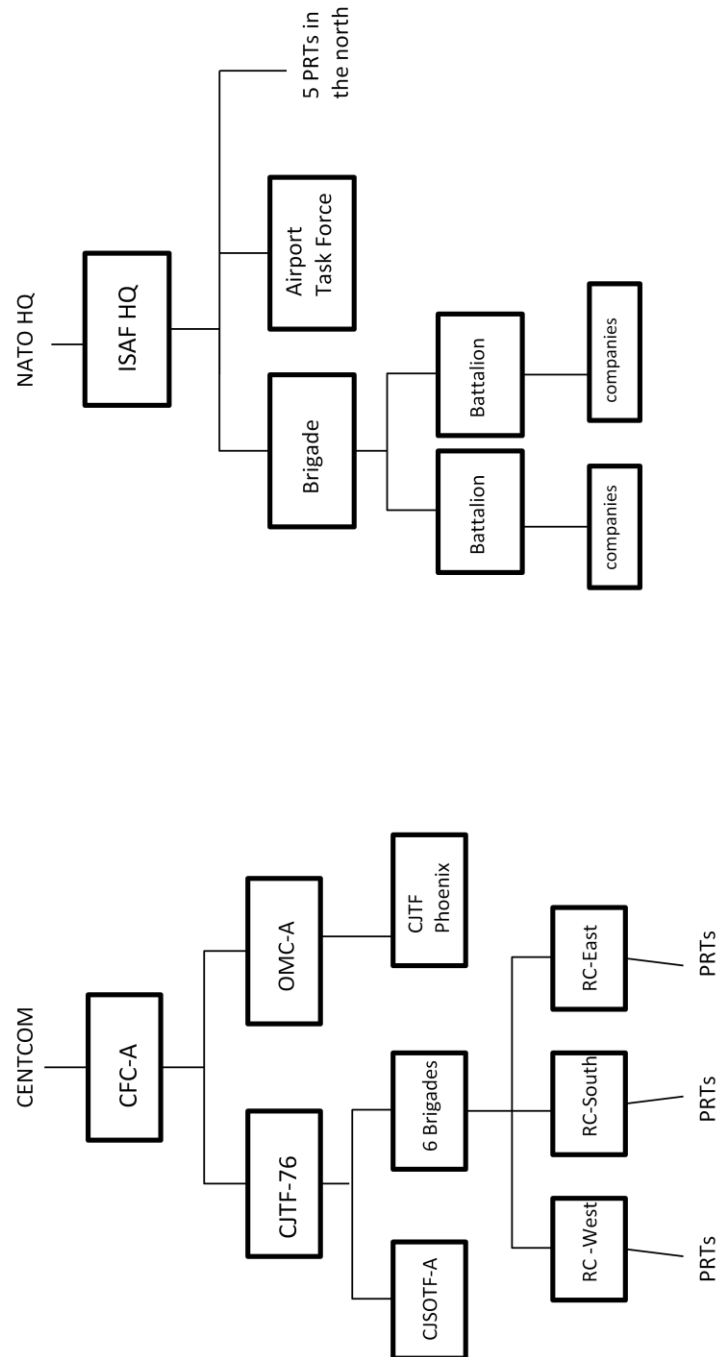 CENTCOM
CFC-A
CJTF-76
OMC-A
CJSOTF-A
6 Brigades
CJTF
Phoenix
RC -West
RC-South
RC-East
PRTs
PRTs
PRTs
NATO HQ
ISAF HQ
Brigade
Airport
Task Force
5 PRTs in
the north
Battalion
Battalion
companies
companies